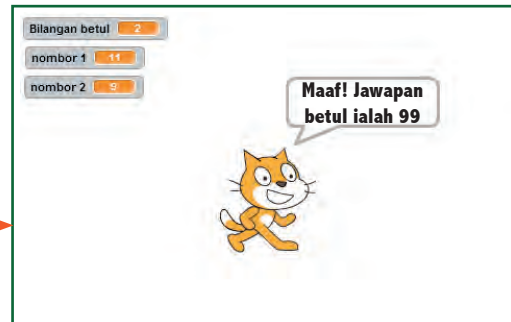 Bilangan betul 2
nombor 1 11
nombor 2 9
Maaf! Jawapan
betul ialah 99